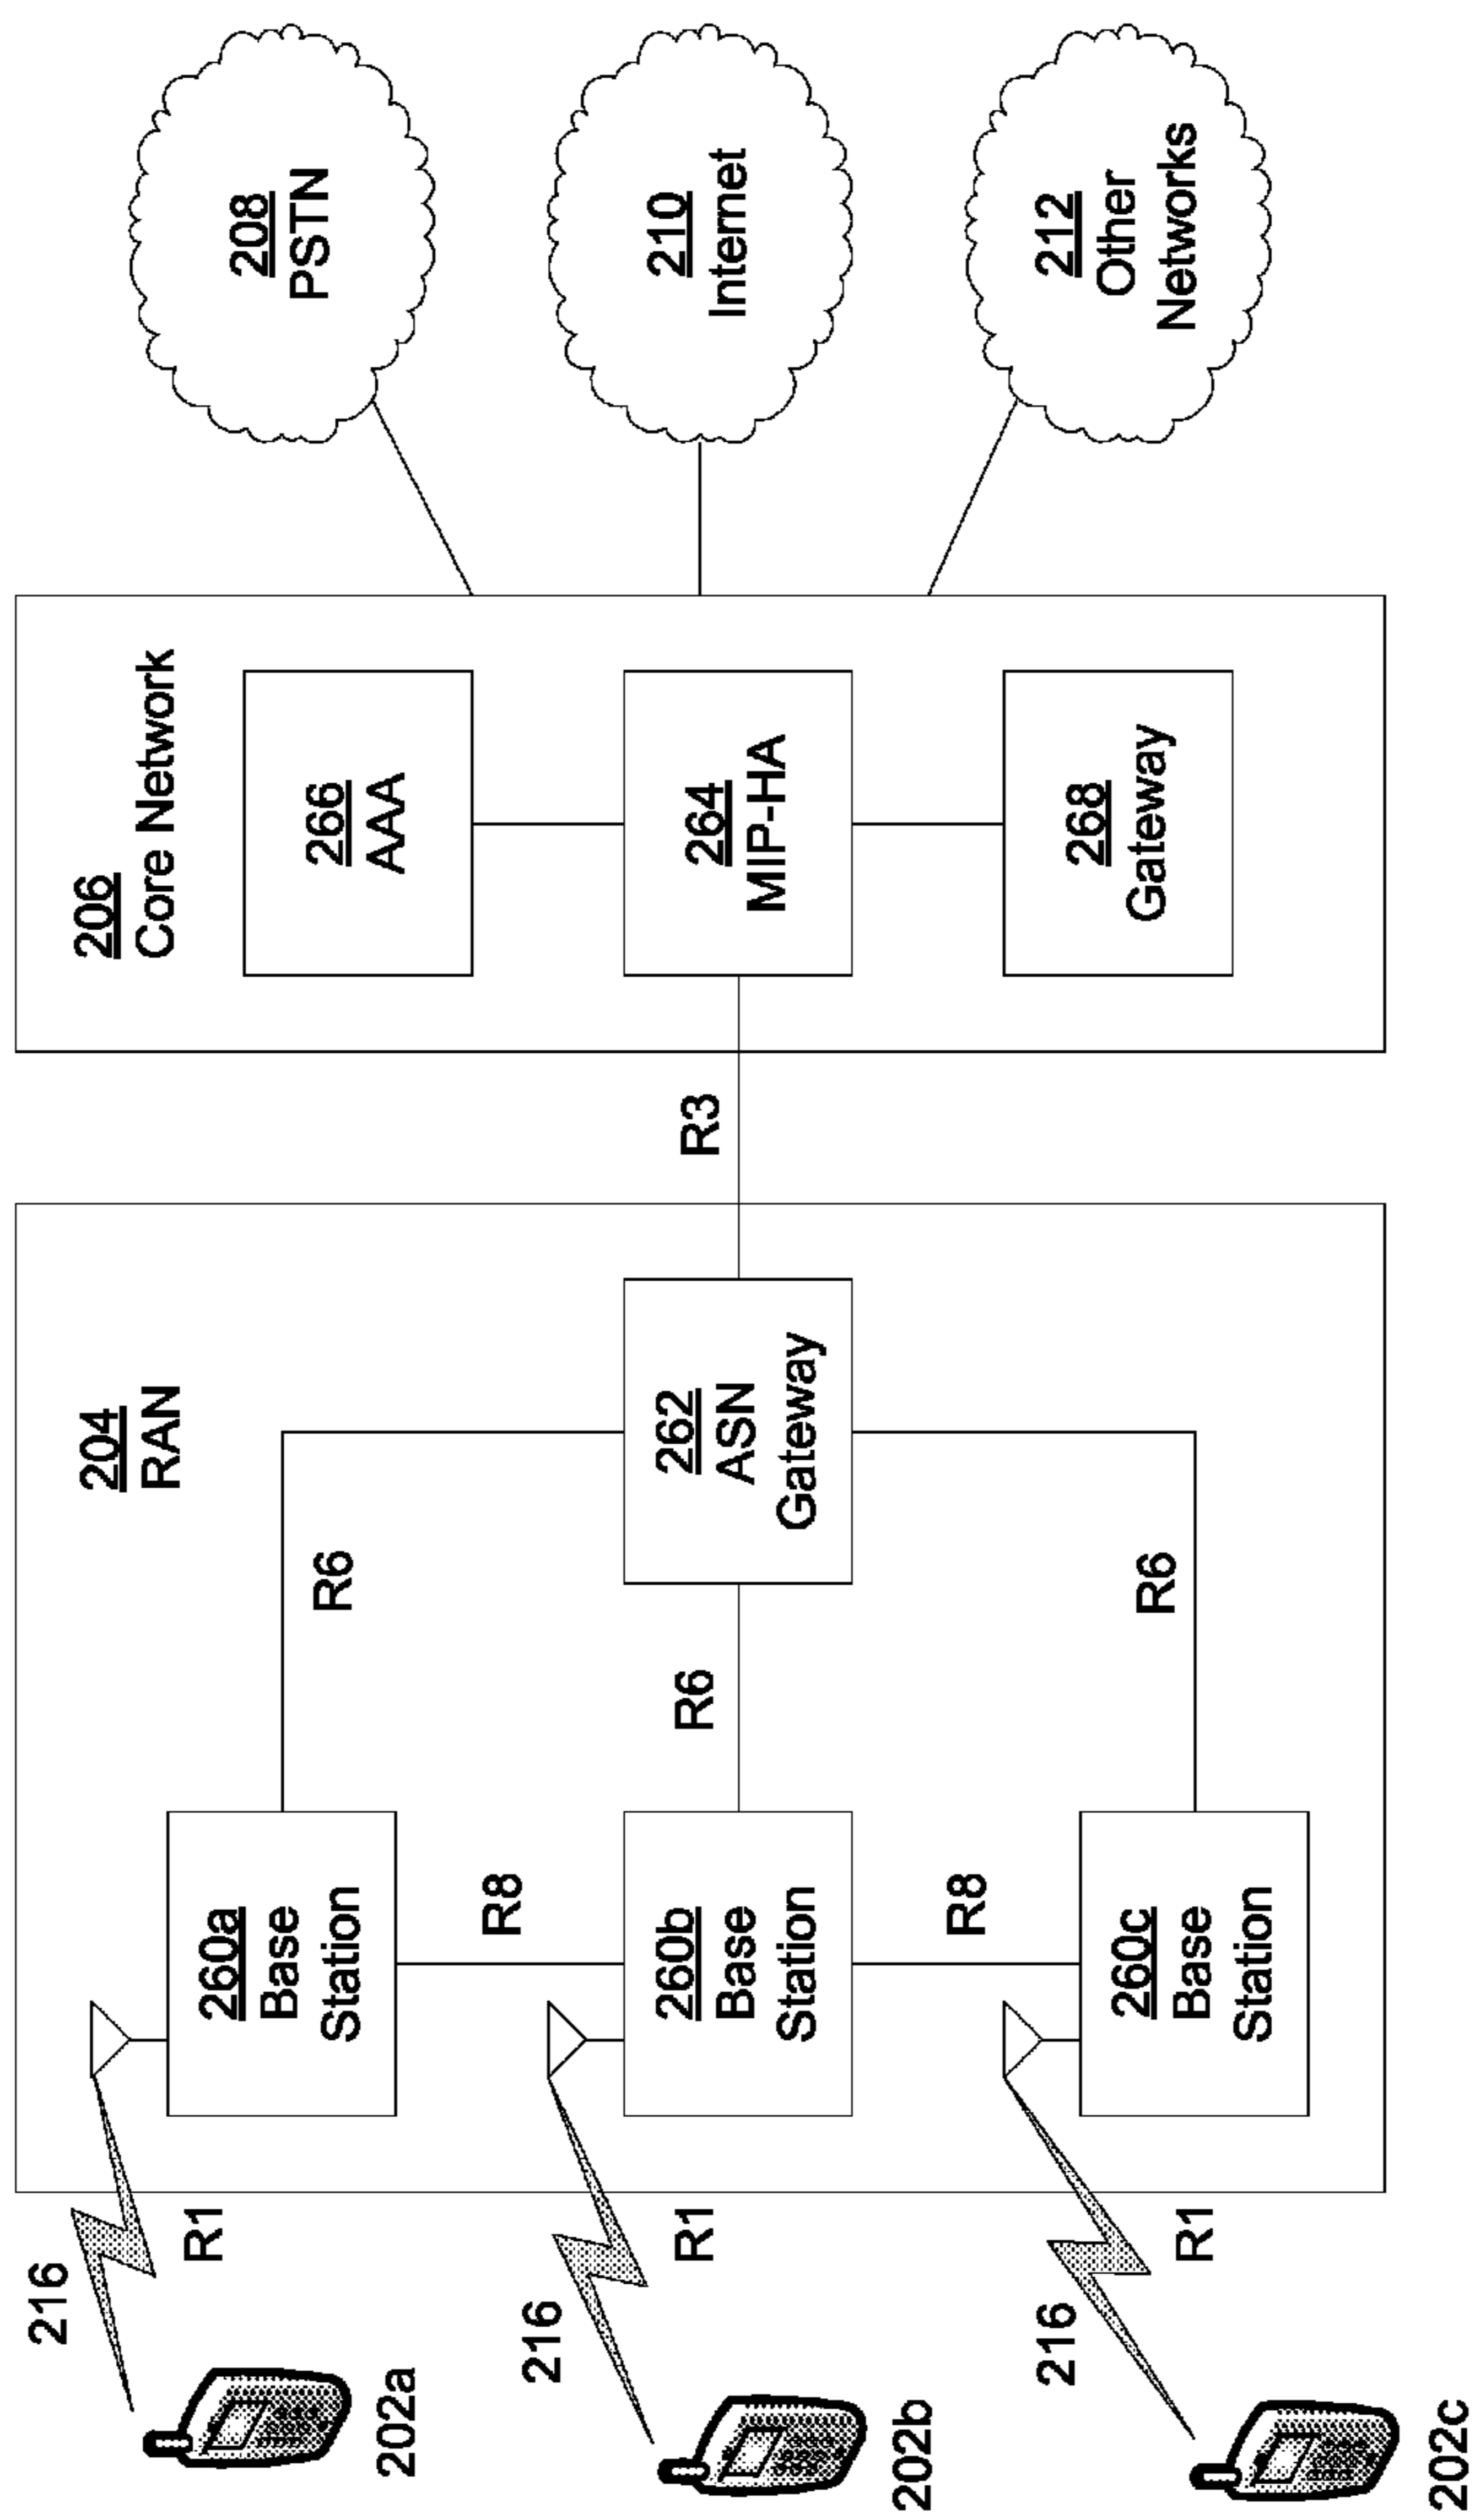 216
202a
R1
260a
Base
Station
R8
R6
216
202b
R1
260b
Base
Station
R8
R6
216
202c
R1
260c
Base
Station
R6
204
RAN
262
ASN
Gateway
R3
206
Core Network
266
AAA
264
MIP-HA
268
Gateway
208
PSTN
210
Internet
212
Other
Networks